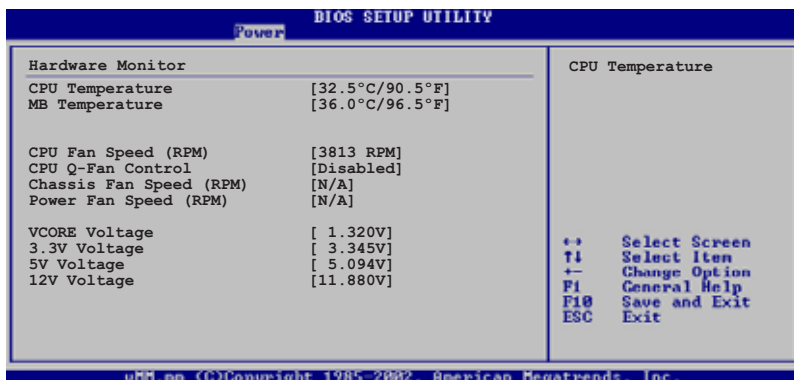 BIOS SETUP UTILITY
Power
Hardware Monitor
CPU Temperature [32.5°C/90.5°F]
MB Temperature [36.0°C/96.5°F]
CPU Fan Speed (RPM) [3813 RPM]
CPU Q-Fan Control [Disabled]
Chassis Fan Speed (RPM) [N/A]
Power Fan Speed (RPM) [N/A]
VCORE Voltage [ 1.320V]
3.3V Voltage [ 3.345V]
5V Voltage [ 5.094V]
12V Voltage [11.880V]
CPU Temperature
↔ Select Screen
↑↓ Select Item
+- Change Option
F1 General Help
F10 Save and Exit
ESC Exit
(C)Copyright 1985-2002, American Megatrends, Inc.